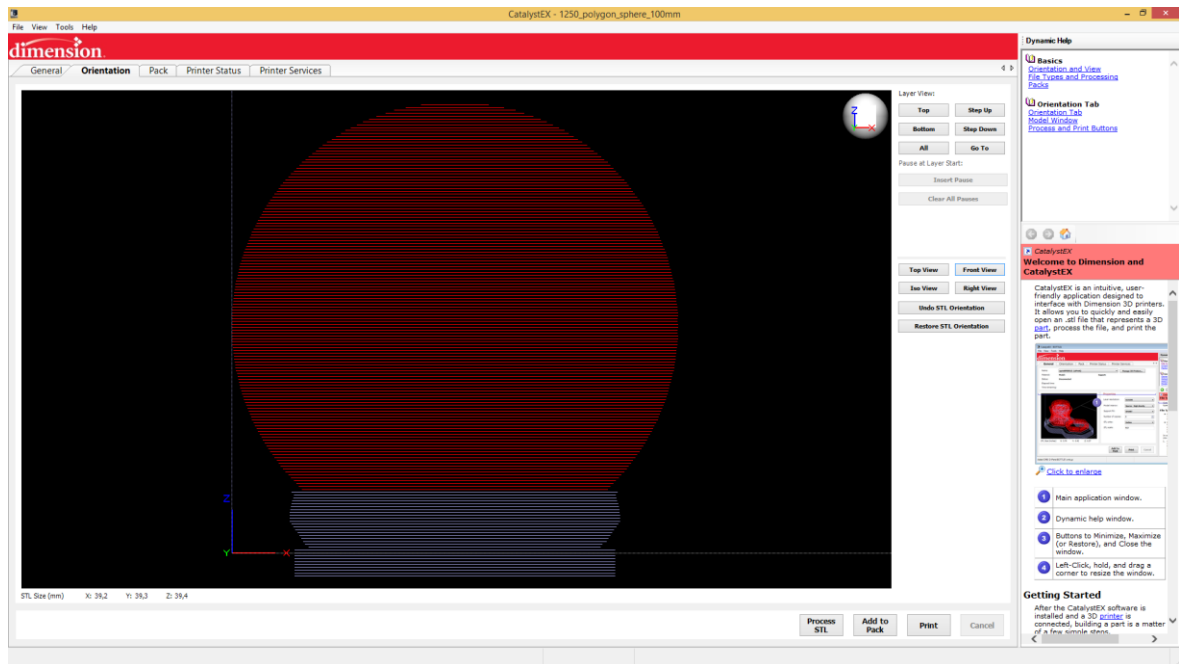 CatalystEX - 1250_polygon_sphere_100mm
File View Tools Help
dimension
General Orientation Pack Printer Status Printer Services
Z
X
Z
Y
X
STL Size (mm) X: 39,2 Y: 39,3 Z: 39,4
Layer View:
Top Step Up
Bottom Step Down
All Go To
Pause at Layer Start:
Insert Pause
Clear All Pauses
Top View Front View
Iso View Right View
Undo STL Orientation
Restore STL Orientation
Process STL Add to Pack Print Cancel
Dynamic Help
Basics
Orientation and View
File Types and Processing
Packs
Orientation Tab
Orientation Tab
Model Window
Process and Print Buttons
CatalystEX
Welcome to Dimension and
CatalystEX
CatalystEX is an intuitive, user-
friendly application designed to
interface with Dimension 3D printers.
It allows you to quickly and easily
open an .stl file that represents a 3D
part, process the file, and print the
part.
Click to enlarge
1 Main application window.
2 Dynamic help window.
3 Buttons to Minimize, Maximize
(or Restore), and Close the
window.
4 Left-Click, hold, and drag a
corner to resize the window.
Getting Started
After the CatalystEX software is
installed and a 3D printer is
connected, building a part is a matter
of a few simple steps.